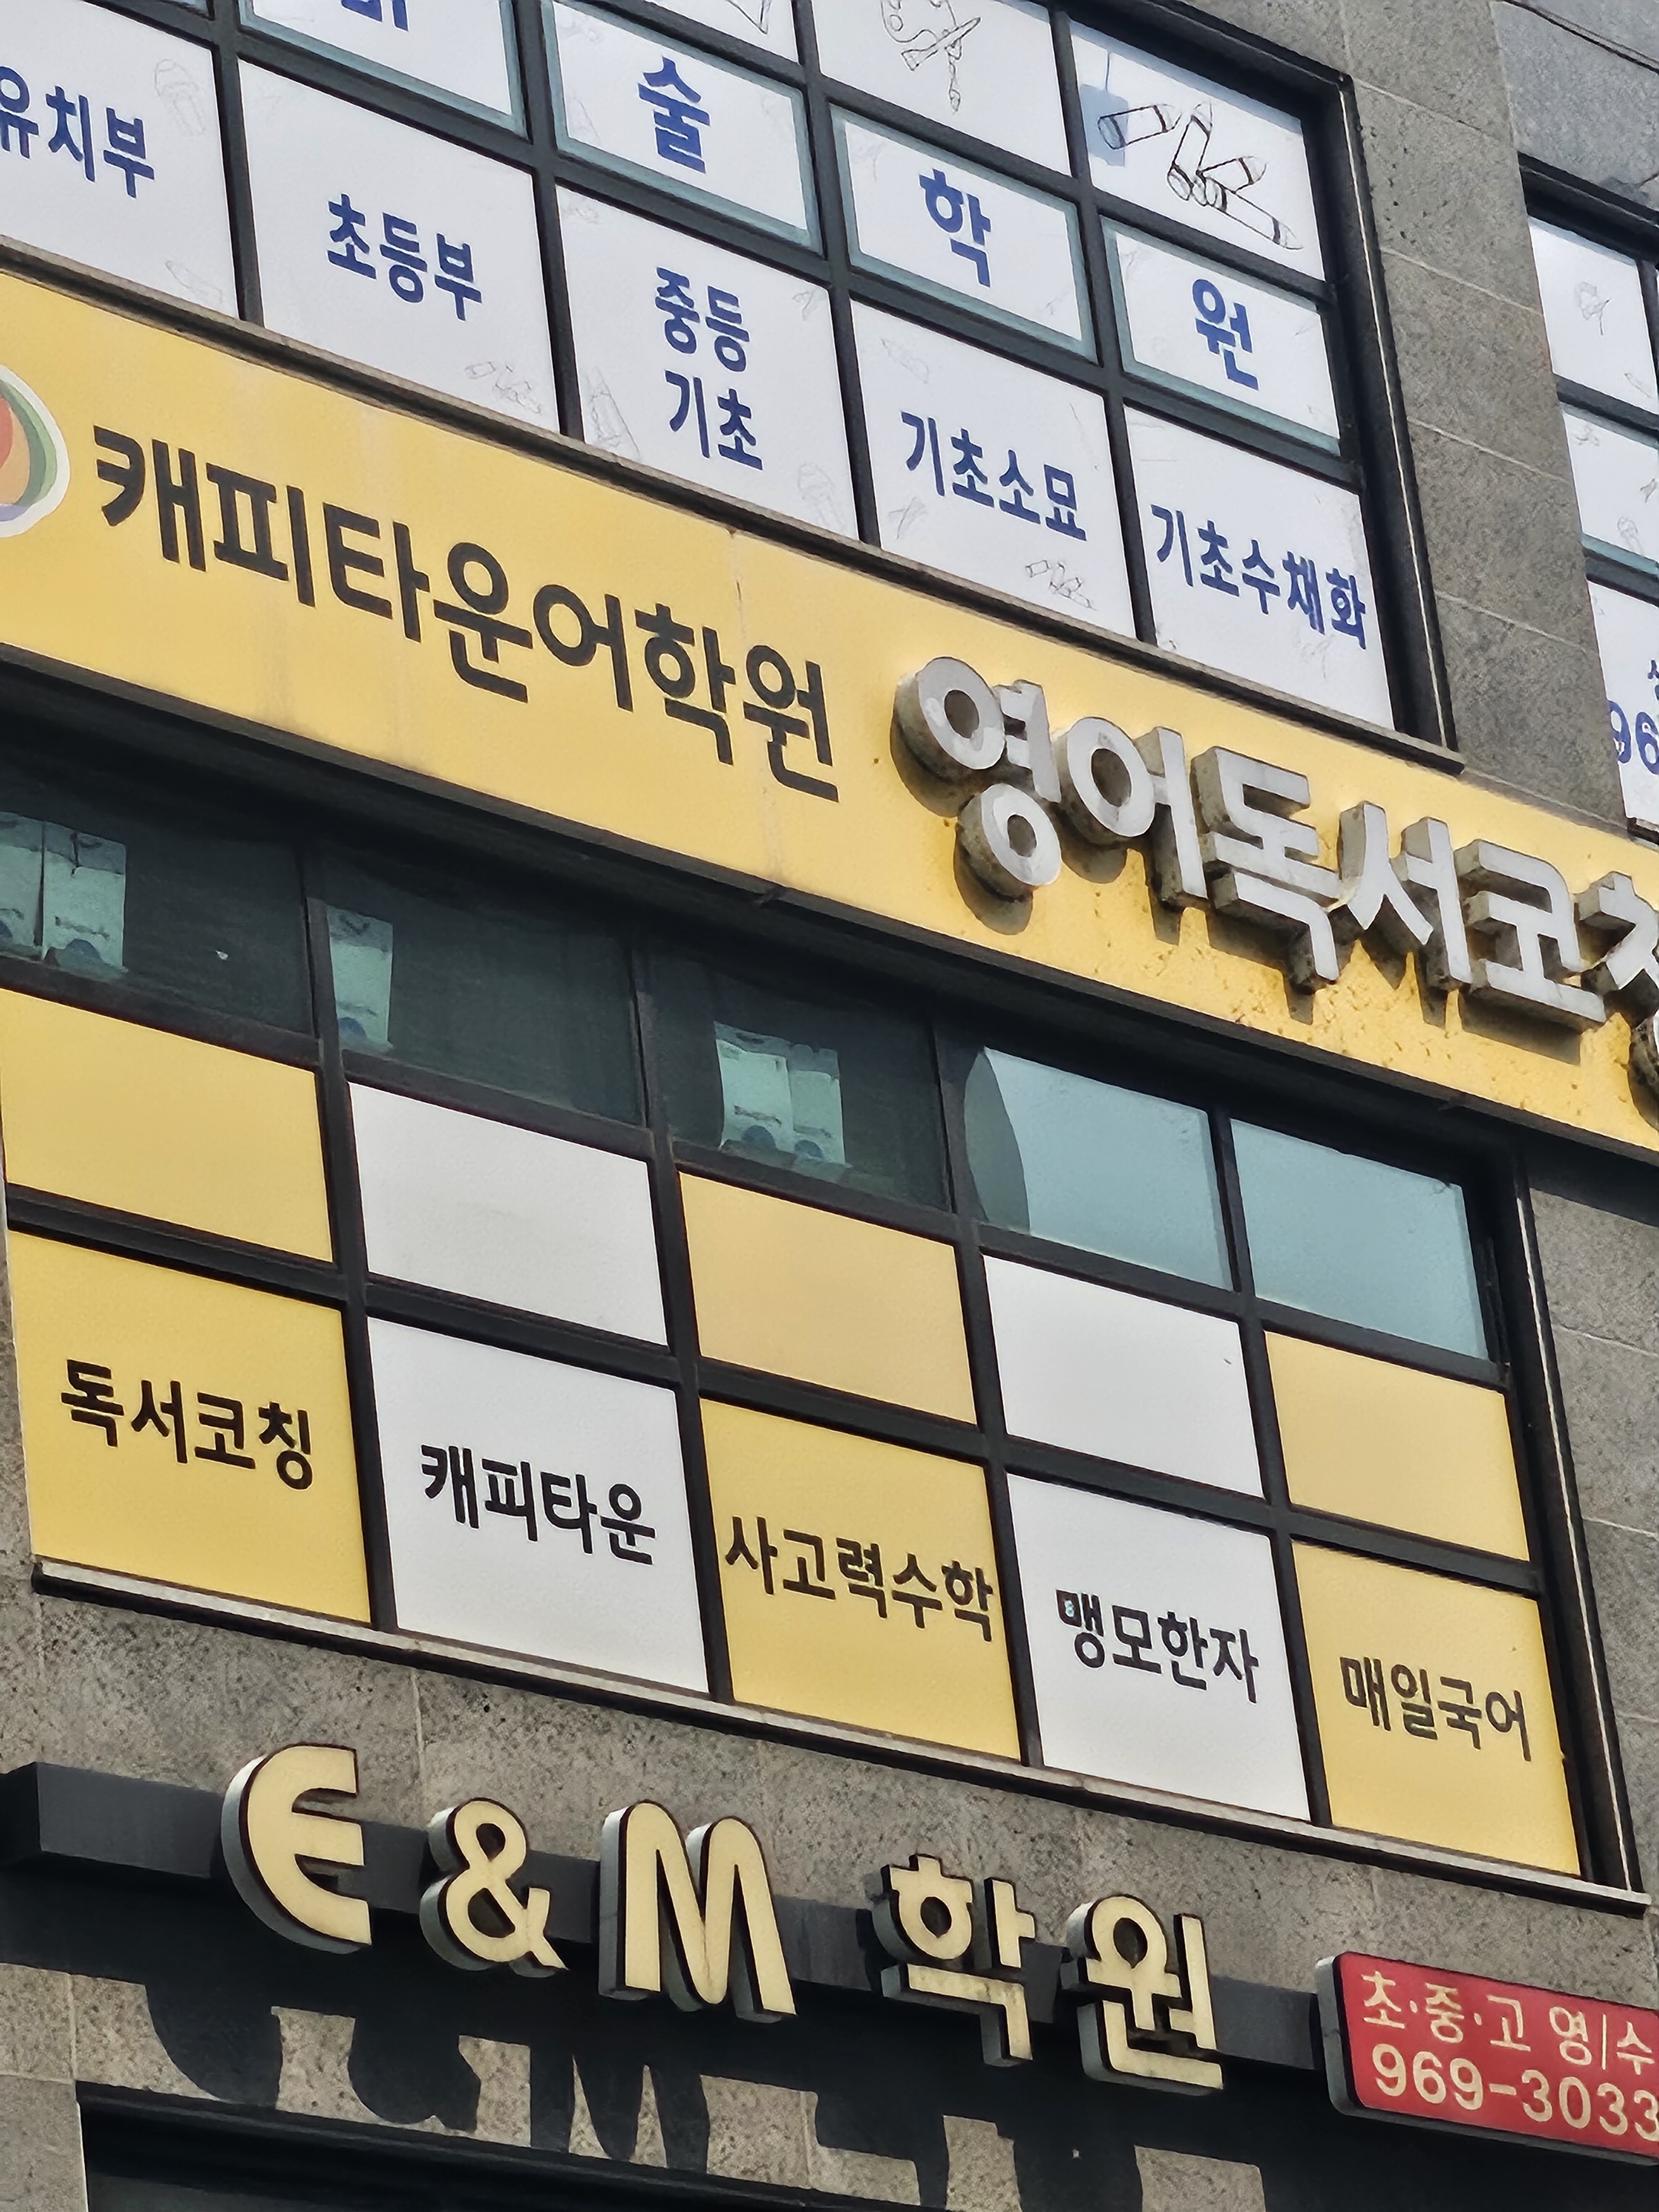 술 학 원
유치부 초등부 중등 기초 기초소묘 기초수채화
캐피타운어학원 영어독서코
독서코칭 캐피타운 사고력수학 맹모한자 매일국어
E&M 학원
초·중·고 영/수
969-3033
96